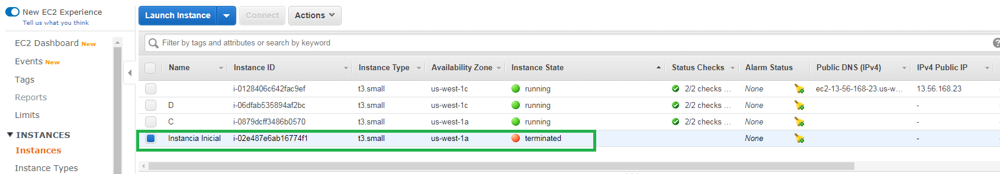 New EC2 Experience
Tell us what you think
EC2 Dashboard New
Events New
Tags
Reports
Limits
INSTANCES
Instances
Instance Types
Launch Instance Connect Actions
Filter by tags and attributes or search by keyword
Name Instance ID Instance Type Availability Zone Instance State Status Checks Alarm Status Public DNS (IPv4) IPv4 Public IP
i-0128406c642fac9ef t3.small us-west-1c running 2/2 checks ... None ec2-13-56-168-23.us-w... 13.56.168.23
D i-06dfab535894af2bc t3.small us-west-1c running 2/2 checks ... None -
C i-0879dcff3486b0570 t3.small us-west-1a running 2/2 checks ... None -
Instancia Inicial i-02e487e6ab16774f1 t3.small us-west-1a terminated None -